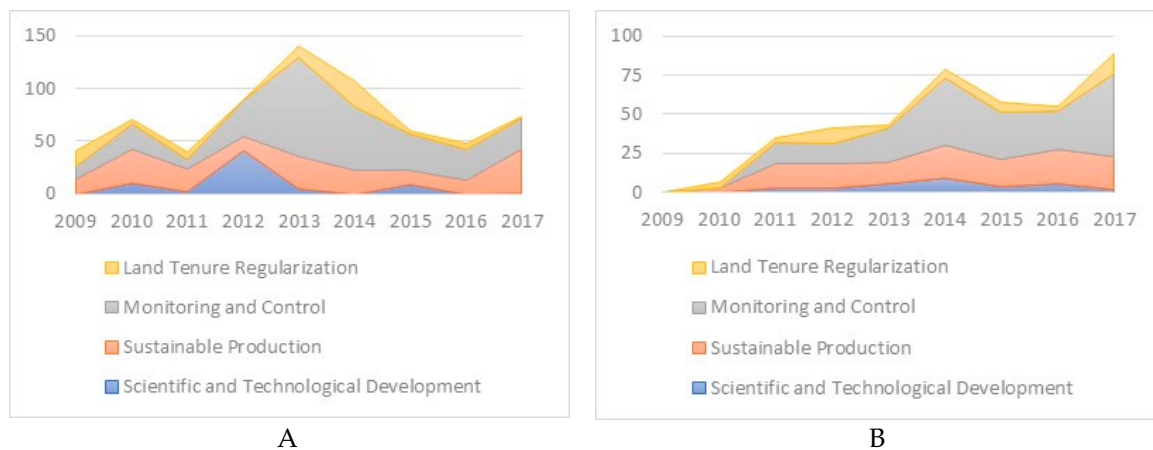 150
100
50
0
2009 2010 2011 2012 2013 2014 2015 2016 2017
Land Tenure Regularization
Monitoring and Control
Sustainable Production
Scientific and Technological Development
A
100
75
50
25
0
2009 2010 2011 2012 2013 2014 2015 2016 2017
Land Tenure Regularization
Monitoring and Control
Sustainable Production
Scientific and Technological Development
B